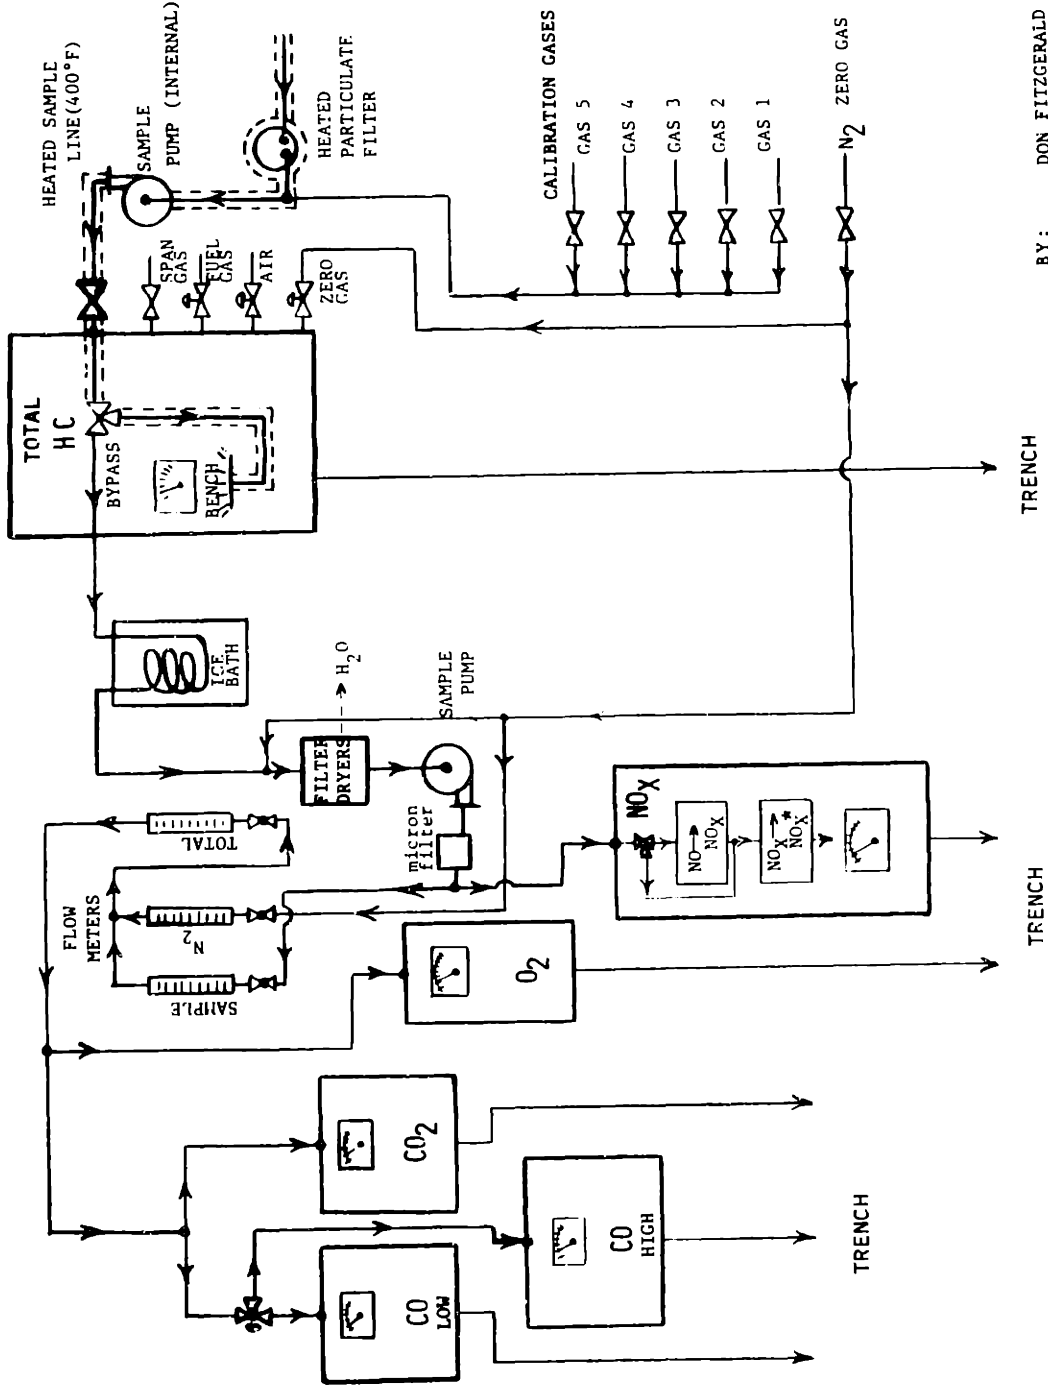 HEATED SAMPLE
LINE(400°F)
SAMPLE
PUMP (INTERNAL)
HEATED
PARTICULATE
FILTER
SPAN
GAS
FUEL
GAS
AIR
ZERO
GAS
TOTAL
HC
BYPASS
BENCH
CALIBRATION GASES
GAS 5
GAS 4
GAS 3
GAS 2
GAS 1
N2 ZERO GAS
ICE
BATH
FILTER
DRYERS
H2O
SAMPLE
PUMP
micron
filter
FLOW
METERS
TOTAL
N2
SAMPLE
NOX
NO→
NOX
NOX→
NOX*
O2
CO2
CO
HIGH
CO
LOW
TRENCH
TRENCH
TRENCH
BY: DON FITZGERALD